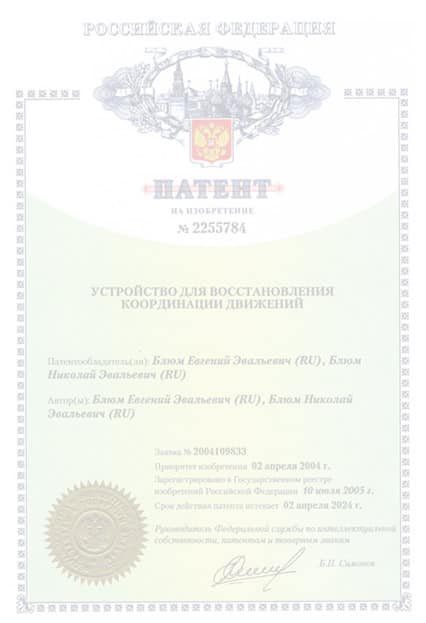 РОССИЙСКАЯ ФЕДЕРАЦИЯ
ПАТЕНТ
НА ИЗОБРЕТЕНИЕ
№ 2255784
УСТРОЙСТВО ДЛЯ ВОССТАНОВЛЕНИЯ
КООРДИНАЦИИ ДВИЖЕНИЙ
Патентообладатель(ли): Блюм Евгений Эвальевич (RU), Блюм
Николай Эвальевич (RU)
Автор(ы): Блюм Евгений Эвальевич (RU), Блюм Николай
Эвальевич (RU)
Заявка № 2004109833
Приоритет изобретения 02 апреля 2004 г.
Зарегистрировано в Государственном реестре
изобретений Российской Федерации 10 июля 2005 г.
Срок действия патента истекает 02 апреля 2024 г.
Руководитель Федеральной службы по интеллектуальной
собственности, патентам и товарным знакам
Б.П. Симонов